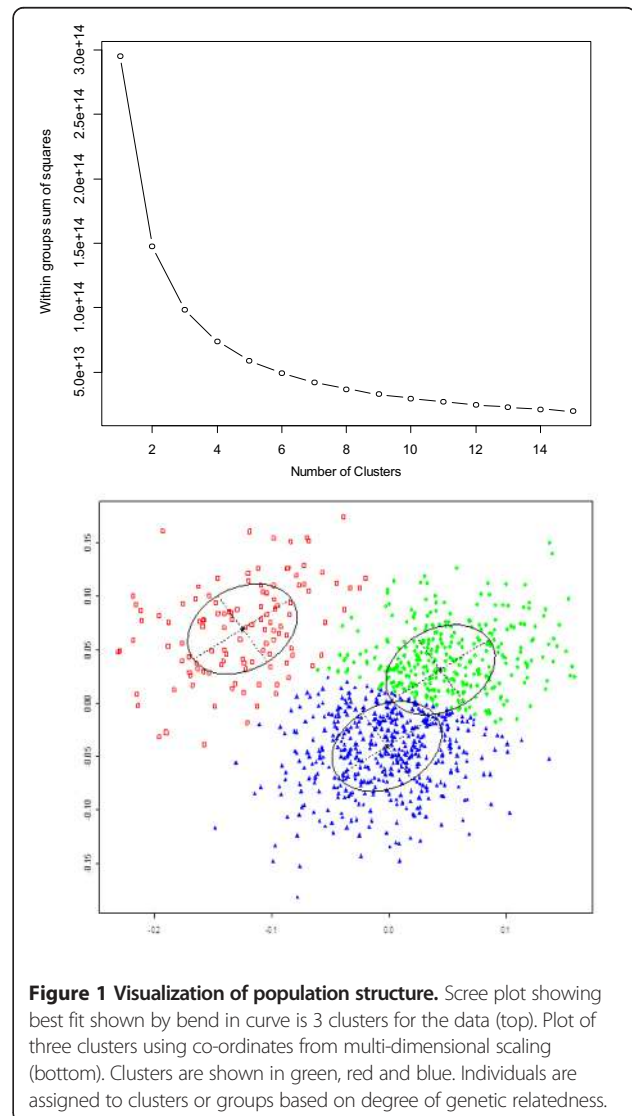 3.0e+14
2.5e+14
2.0e+14
1.5e+14
1.0e+14
5.0e+13
Within groups sum of squares
2 4 6 8 10 12 14
Number of Clusters
0.15
0.10
0.05
0.00
-0.05
-0.10
-0.15
-0.2 -0.1 0.0 0.1
Figure 1 Visualization of population structure. Scree plot showing
best fit shown by bend in curve is 3 clusters for the data (top). Plot of
three clusters using co-ordinates from multi-dimensional scaling
(bottom). Clusters are shown in green, red and blue. Individuals are
assigned to clusters or groups based on degree of genetic relatedness.